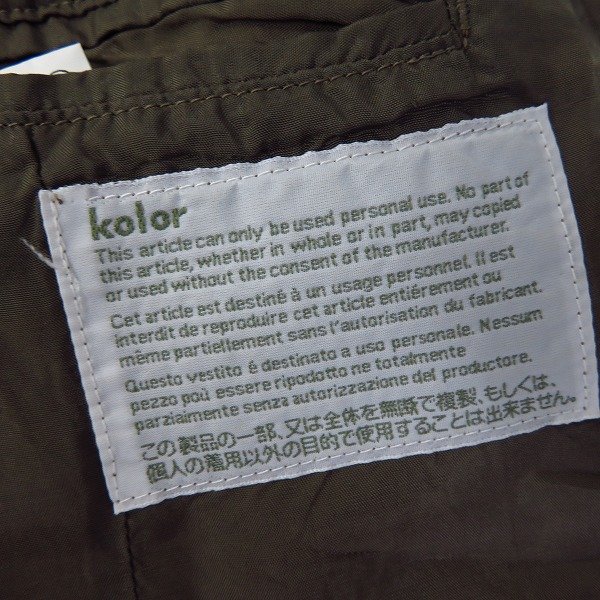 kolor
This article can only be used personal use. No part of
this article, whether in whole or in part, may copied
or used without the consent of the manufacturer.
Cet article est destiné à un usage personnel. Il est
interdit de reproduire cet article entiérement ou
même partiellement sans l'autorisation du fabricant.
Questo vestito é destinato a uso personale. Nessum
pezzo poú essere ripodotto ne totalmente
parziaimente senza autorizzazione del productore.
この製品の一部、又は全体を無断で複製、もしくは、
個人の着用以外の目的で使用することは出来ません。